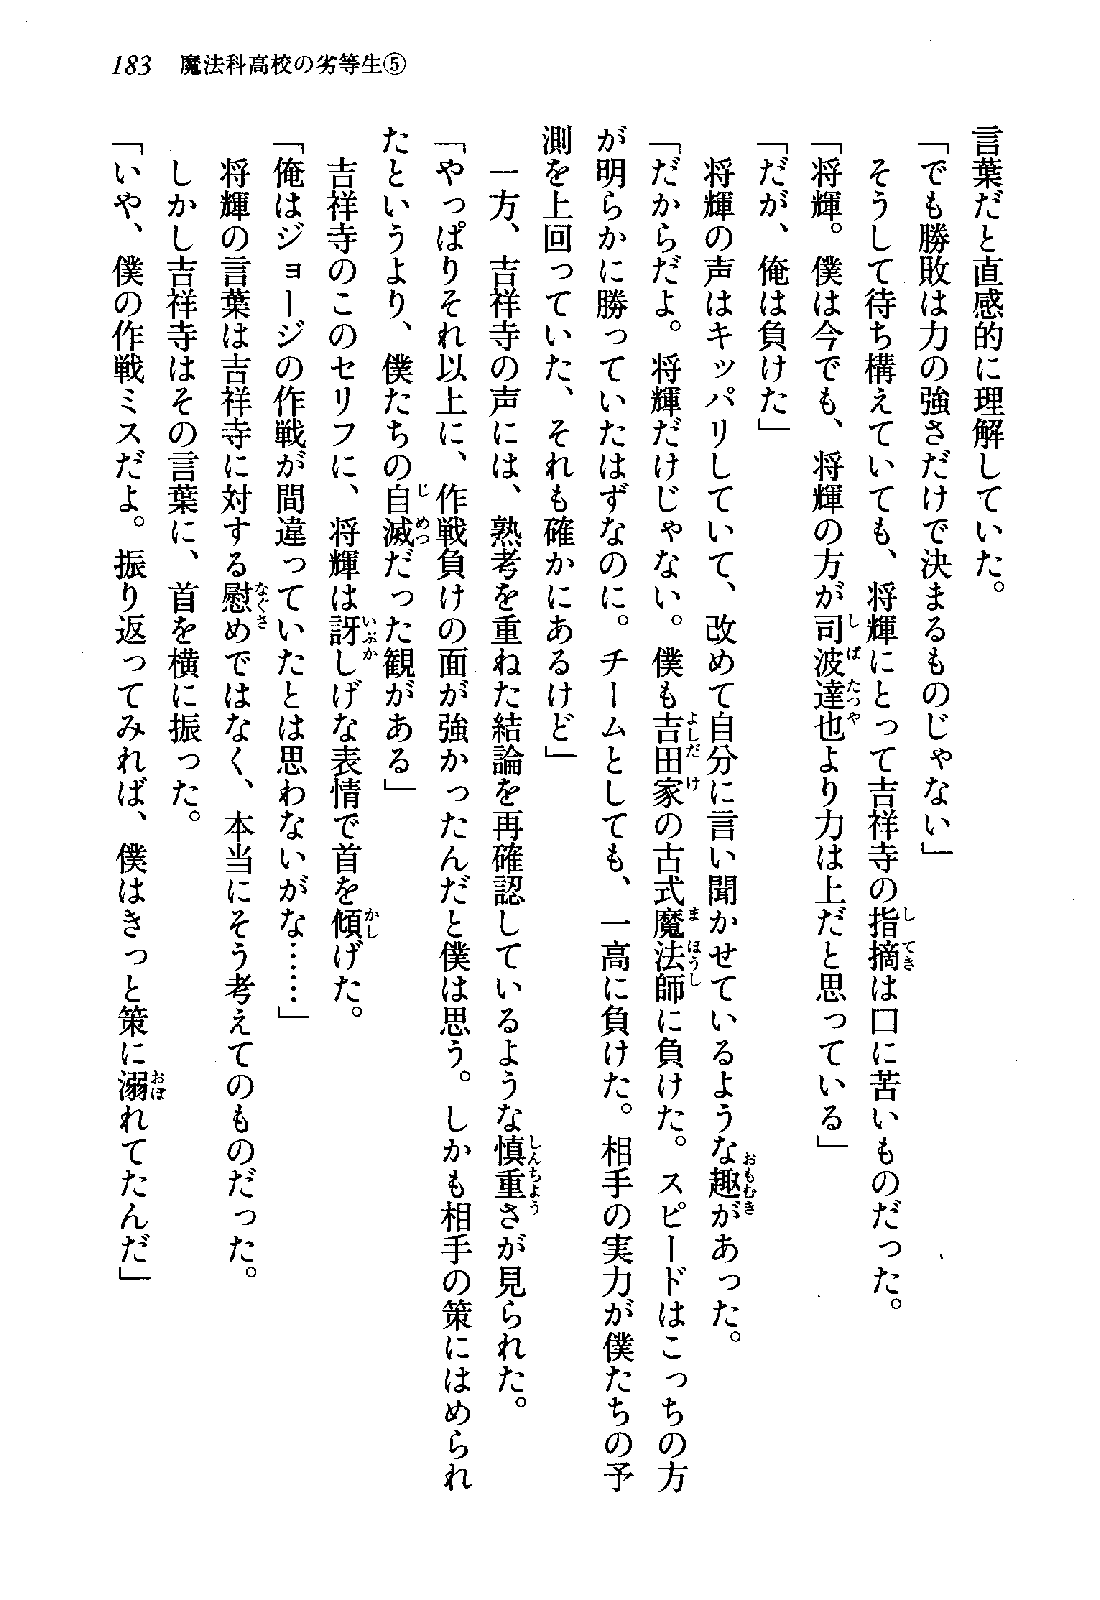 183 魔法科高校の劣等生⑤
言葉だと直感的に理解していた。
「でも勝敗は力の強さだけで決まるものじゃない」
そうして待ち構えていても、将輝にとって吉祥寺の指摘は口に苦いものだった。
「将輝。僕は今でも、将輝の方が司波達也より力は上だと思っている」
「だが、俺は負けた」
将輝の声はキッパリしていて、改めて自分に言い聞かせているような趣があった。
「だからだよ。将輝だけじゃない。僕も吉田家の古式魔法師に負けた。スピードはこっちの方
が明らかに勝っていたはずなのに。チームとしても、一高に負けた。相手の実力が僕たちの予
測を上回っていた、それも確かにあるけど」
一方、吉祥寺の声には、熟考を重ねた結論を再確認しているような慎重さが見られた。
「やっぱりそれ以上に、作戦負けの面が強かったんだと僕は思う。しかも相手の策にはめられ
たというより、僕たちの自滅だった観がある」
吉祥寺のこのセリフに、将輝は訝しげな表情で首を傾げた。
「俺はジョージの作戦が間違っていたとは思わないがな……」
将輝の言葉は吉祥寺に対する慰めではなく、本当にそう考えてのものだった。
しかし吉祥寺はその言葉に、首を横に振った。
「いや、僕の作戦ミスだよ。振り返ってみれば、僕はきっと策に溺れてたんだ」